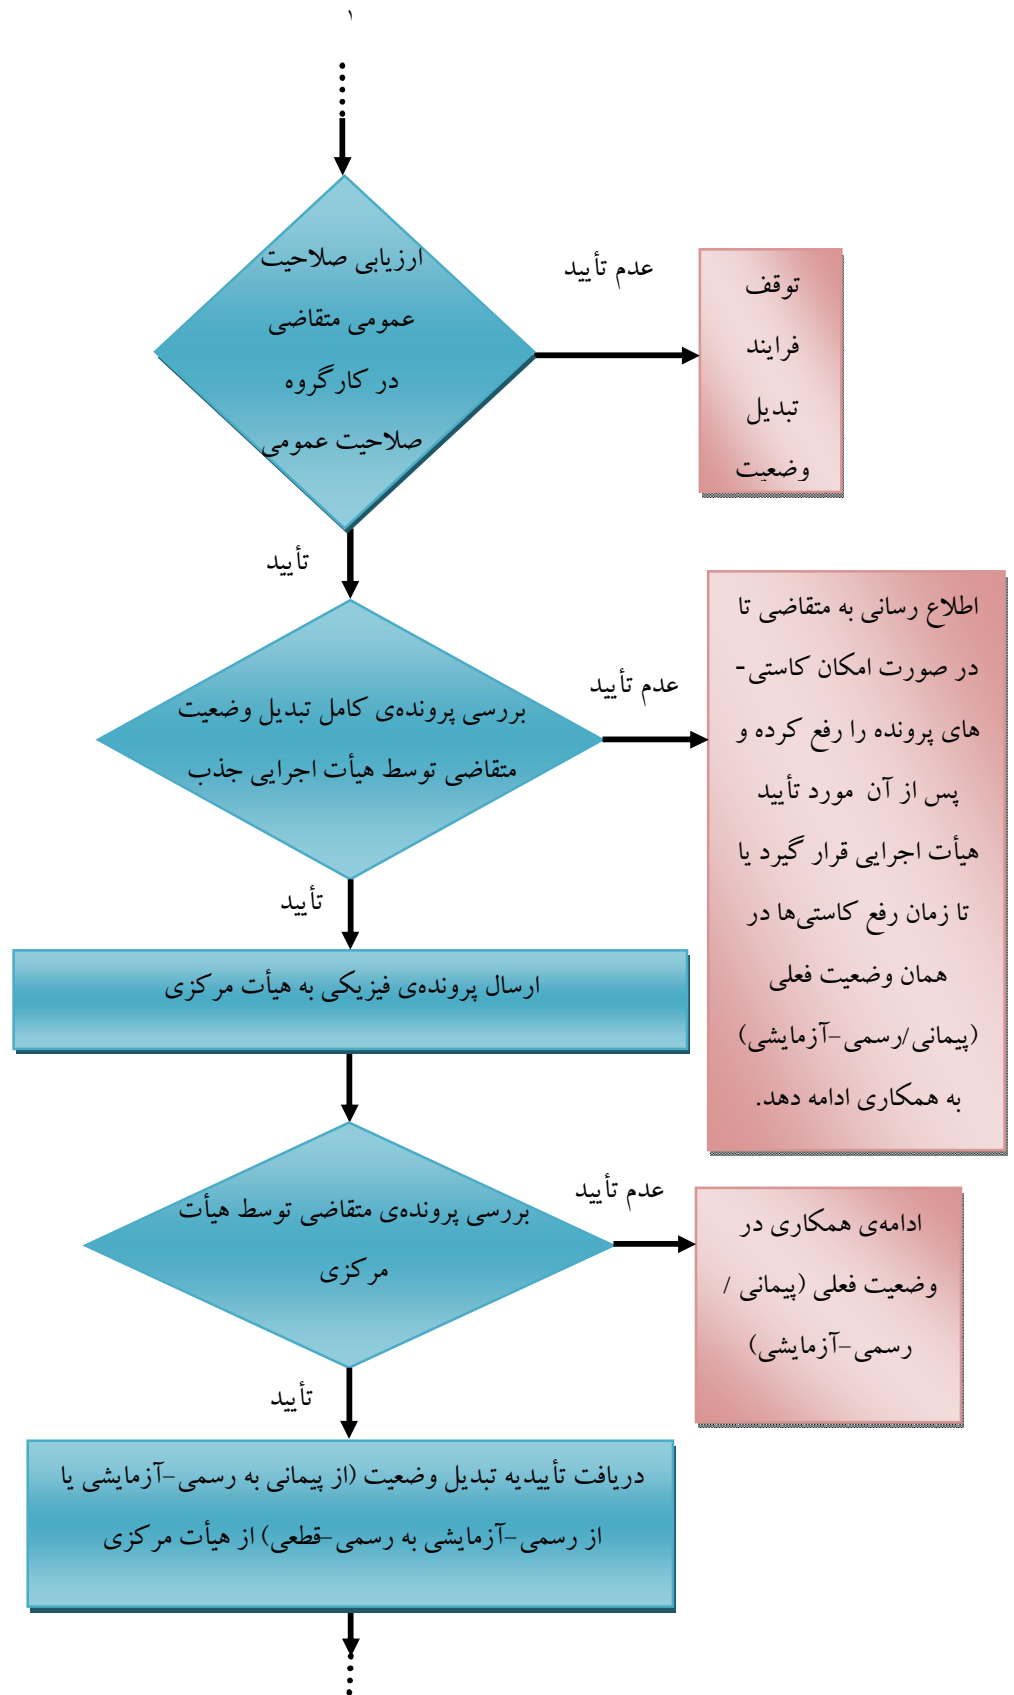 ۱
ارزیابی صلاحیت
عمومی متقاضی
در کارگروه
صلاحیت عمومی
عدم تأیید
توقف
فرایند
تبدیل
وضعیت
تأیید
بررسی پرونده‌ی کامل تبدیل وضعیت
متقاضی توسط هیأت اجرایی جذب
عدم تأیید
اطلاع رسانی به متقاضی تا
در صورت امکان کاستی-
های پرونده را رفع کرده و
پس از آن مورد تأیید
هیأت اجرایی قرار گیرد یا
تا زمان رفع کاستی‌ها در
همان وضعیت فعلی
(پیمانی/رسمی-آزمایشی)
به همکاری ادامه دهد.
تأیید
ارسال پرونده‌ی فیزیکی به هیأت مرکزی
بررسی پرونده‌ی متقاضی توسط هیأت
مرکزی
عدم تأیید
ادامه‌ی همکاری در
وضعیت فعلی (پیمانی /
رسمی-آزمایشی)
تأیید
دریافت تأییدیه تبدیل وضعیت (از پیمانی به رسمی-آزمایشی یا
از رسمی-آزمایشی به رسمی-قطعی) از هیأت مرکزی